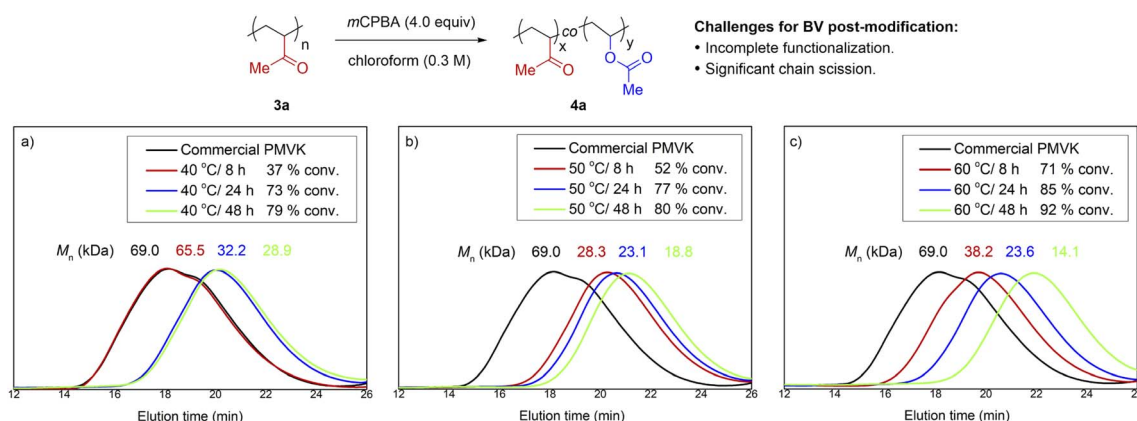 mCPBA (4.0 equiv)
chloroform (0.3 M)
n
Me
O
3a
co
x
y
Me
O
O
O
Me
4a
Challenges for BV post-modification:
• Incomplete functionalization.
• Significant chain scission.
a)
Commercial PMVK
40 °C/ 8 h 37 % conv.
40 °C/ 24 h 73 % conv.
40 °C/ 48 h 79 % conv.
Mn (kDa) 69.0 65.5 32.2 28.9
12 14 16 18 20 22 24 26
Elution time (min)
b)
Commercial PMVK
50 °C/ 8 h 52 % conv.
50 °C/ 24 h 77 % conv.
50 °C/ 48 h 80 % conv.
69.0 28.3 23.1 18.8
12 14 16 18 20 22 24 26
Elution time (min)
c)
Commercial PMVK
60 °C/ 8 h 71 % conv.
60 °C/ 24 h 85 % conv.
60 °C/ 48 h 92 % conv.
Mn (kDa) 69.0 38.2 23.6 14.1
12 14 16 18 20 22 24 26
Elution time (min)